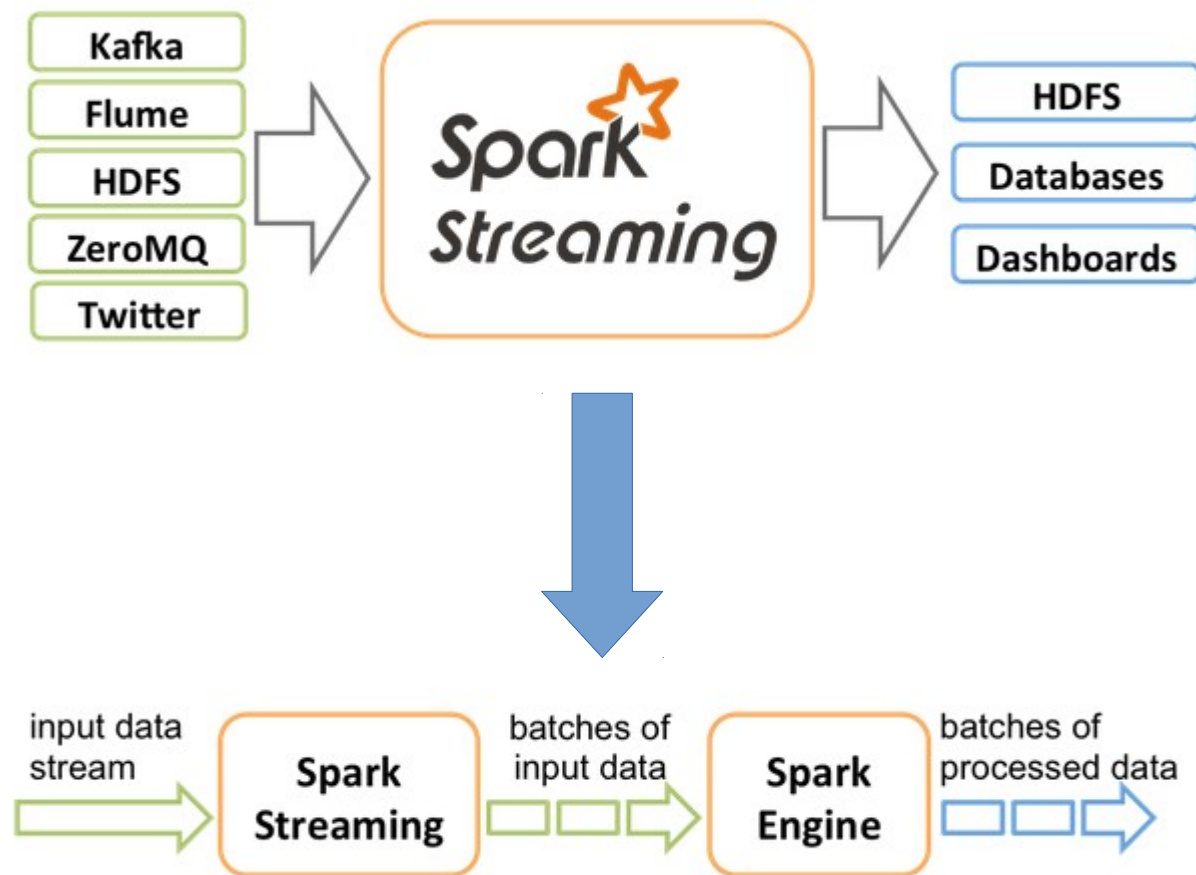 Kafka
Flume
HDFS
ZeroMQ
Twitter
Spark
Streaming
HDFS
Databases
Dashboards
input data
stream
Spark
Streaming
batches of
input data
Spark
Engine
batches of
processed data